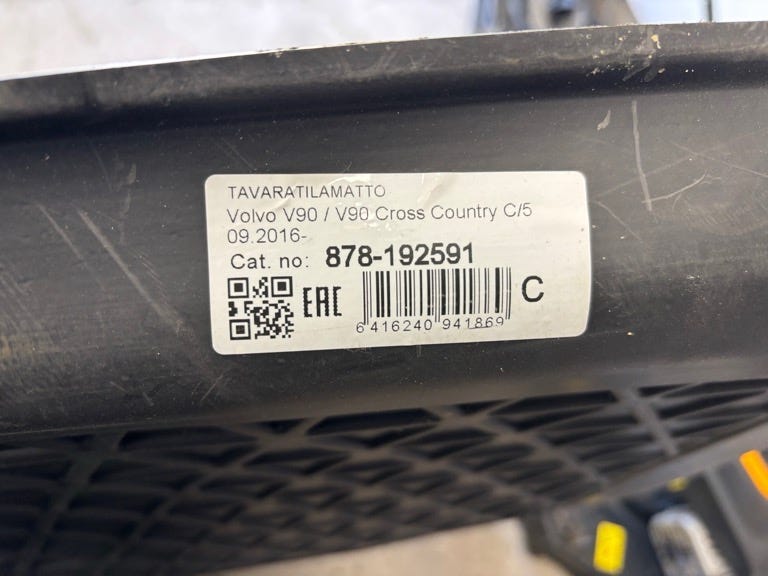 TAVARATILAMATTO
Volvo V90 / V90 Cross Country C/5
09.2016-
Cat. no: 878-192591
EAC
C
6 416240 941869